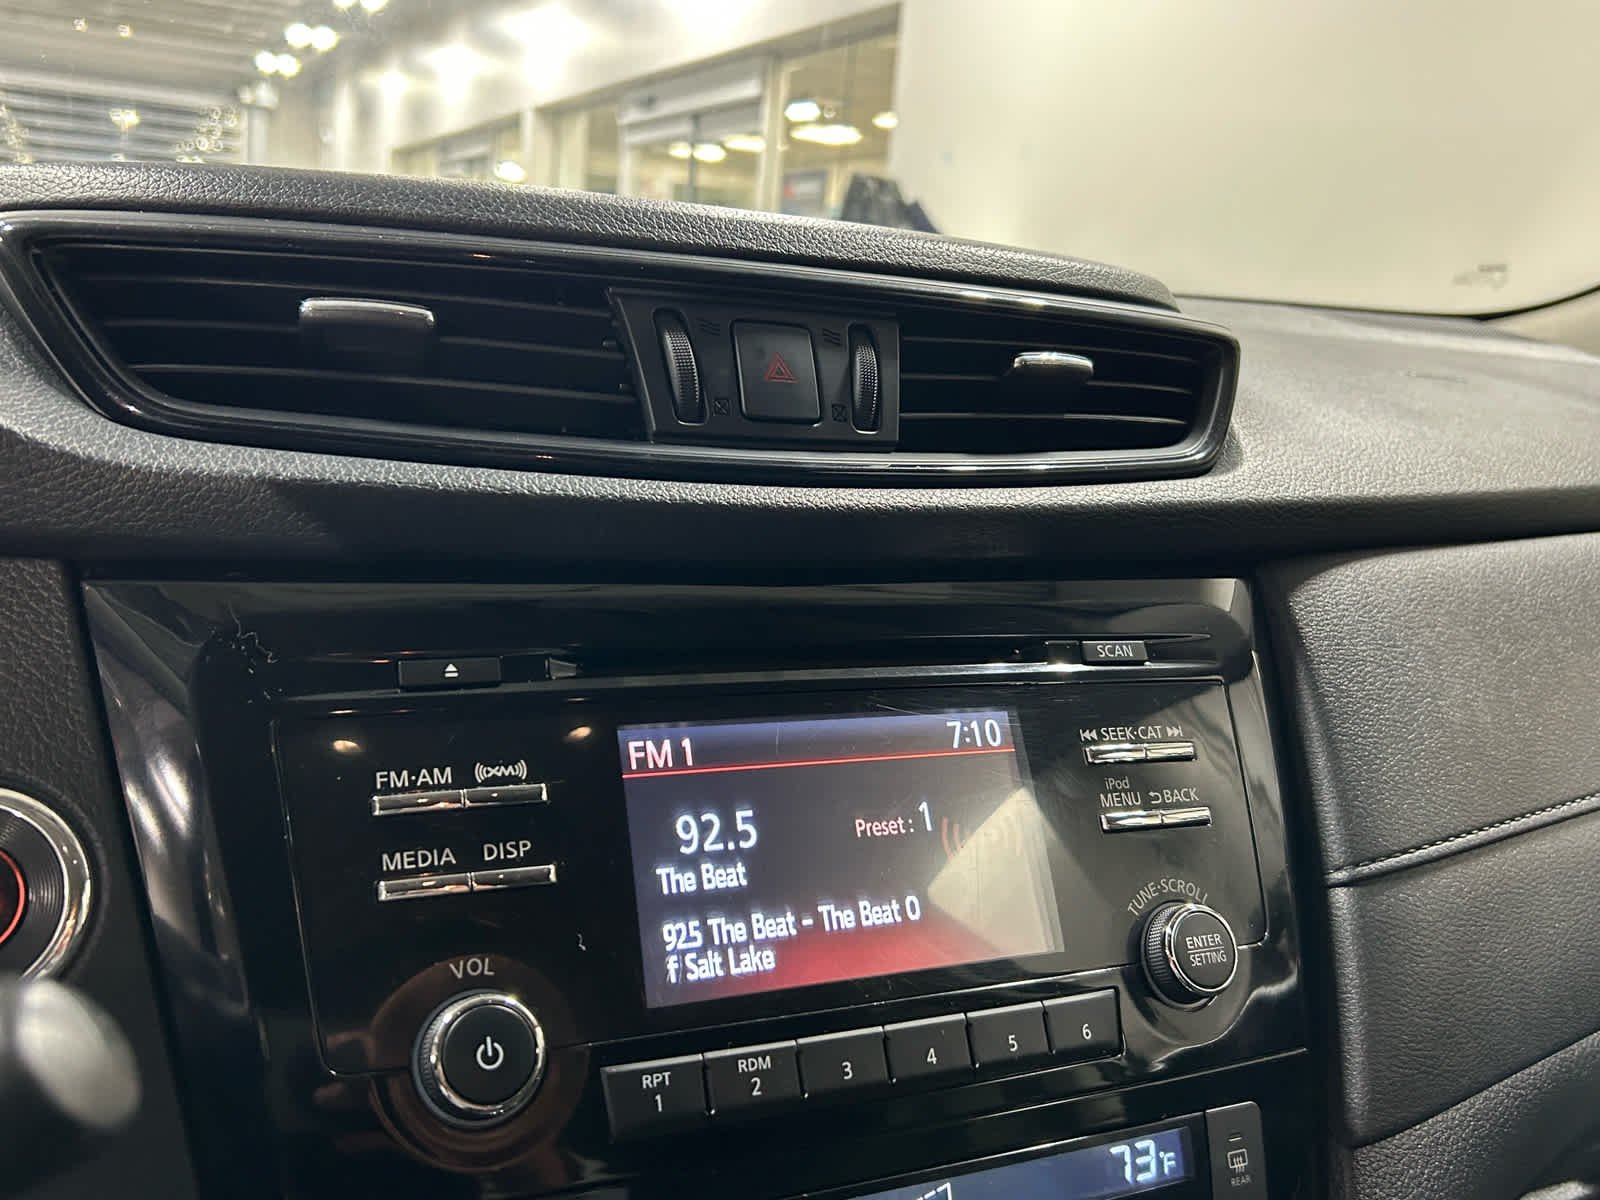 SCAN
FM 1 7:10
SEEK·CAT
FM·AM ((XM))
92.5 Preset : 1
iPod
MENU BACK
The Beat
MEDIA DISP
925 The Beat - The Beat O
f Salt Lake
TUNE·SCROLL
ENTER
SETTING
VOL
RPT
1
RDM
2
3 4 5 6
73°F
REAR